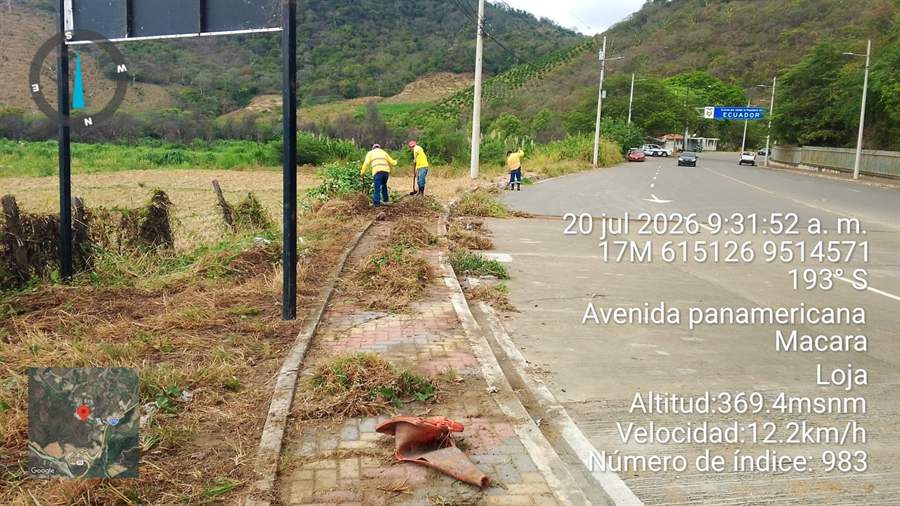 S
W
E
N
ECUADOR
20 jul 2026 9:31:52 a. m.
17M 615126 9514571
193° S
Avenida panamericana
Macara
Loja
Altitud:369.4msnm
Velocidad:12.2km/h
Número de índice: 983
Google